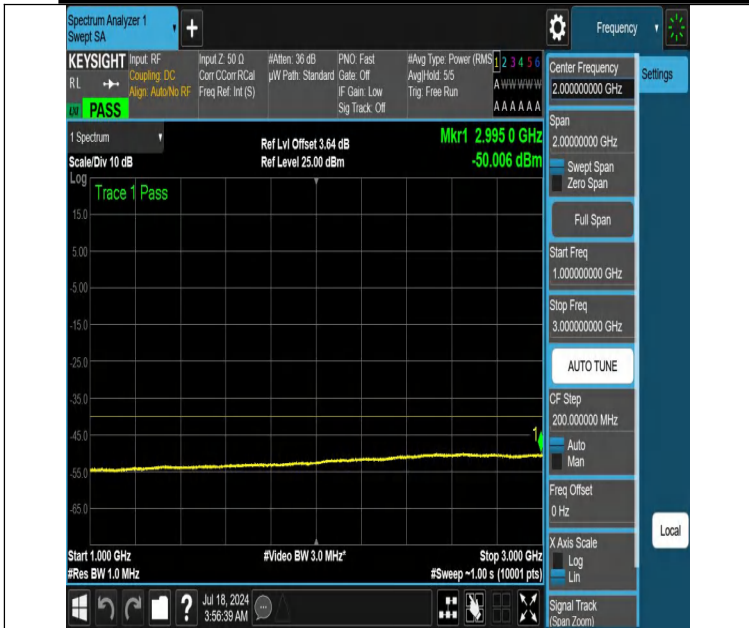 Spectrum Analyzer 1
Swept SA
Frequency
KEYSIGHT
RL
LXI PASS
Input: RF
Coupling: DC
Align: Auto/No RF
Input Z: 50 Ω
Corr CCorr RCal
Freq Ref: Int (S)
#Atten: 36 dB
µW Path: Standard
PNO: Fast
Gate: Off
IF Gain: Low
Sig Track: Off
#Avg Type: Power (RMS
Avg|Hold: 5/5
Trig: Free Run
1 2 3 4 5 6
A W W W W W
A A A A A A
1 Spectrum
Scale/Div 10 dB
Ref Lvl Offset 3.64 dB
Ref Level 25.00 dBm
Mkr1 2.995 0 GHz
-50.006 dBm
Log
Trace 1 Pass
15.0
5.00
-5.00
-15.0
-25.0
-35.0
-45.0
-55.0
-65.0
1
Start 1.000 GHz
#Res BW 1.0 MHz
#Video BW 3.0 MHz*
Stop 3.000 GHz
#Sweep ~1.00 s (10001 pts)
Jul 18, 2024
3:56:39 AM
Center Frequency
2.000000000 GHz
Settings
Span
2.00000000 GHz
Swept Span
Zero Span
Full Span
Start Freq
1.000000000 GHz
Stop Freq
3.000000000 GHz
AUTO TUNE
CF Step
200.000000 MHz
Auto
Man
Freq Offset
0 Hz
Local
X Axis Scale
Log
Lin
Signal Track
(Span Zoom)